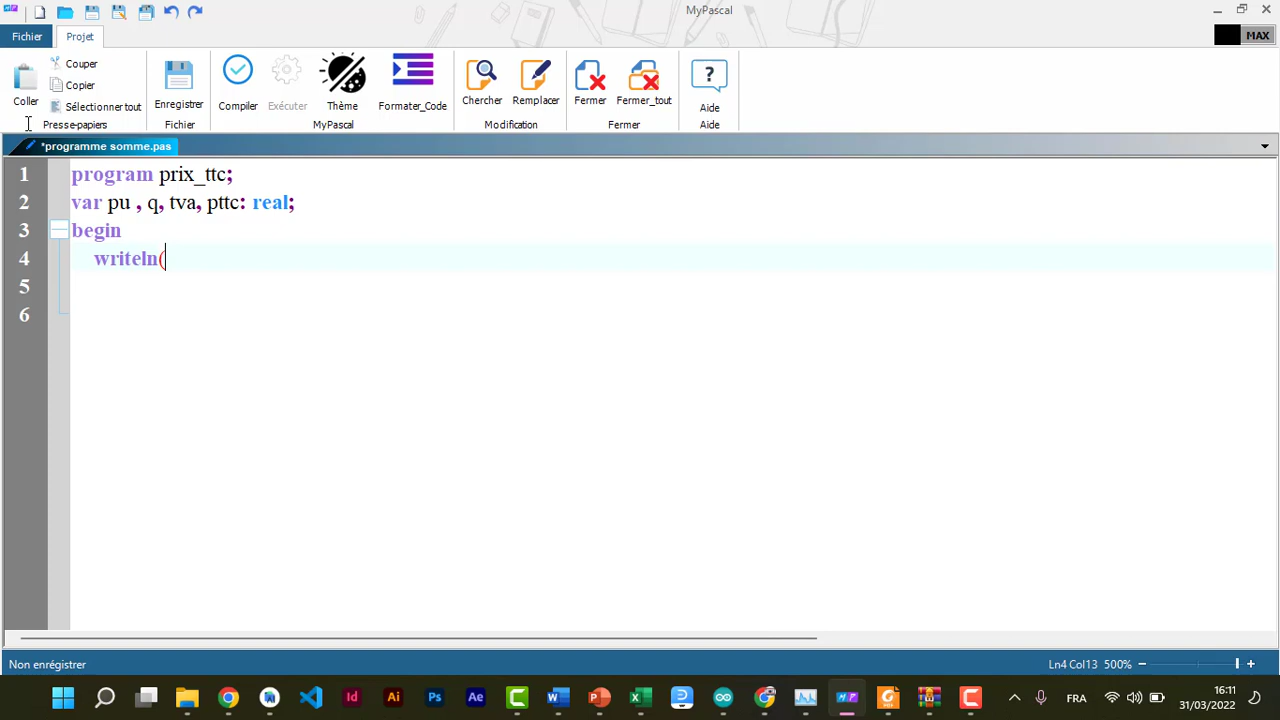 MyPascal
Fichier Projet MAX
Coller
Couper
Copier
Sélectionner tout
Presse-papiers
Enregistrer
Fichier
Compiler Exécuter Thème Formater_Code
MyPascal
Chercher Remplacer
Modification
Fermer Fermer_tout
Fermer
Aide
Aide
*programme somme.pas
1 program prix_ttc;
2 var pu , q, tva, pttc: real;
3 begin
4 writeln(
5
6
Non enrégistrer Ln4 Col13 500%
FRA 16:11
31/03/2022